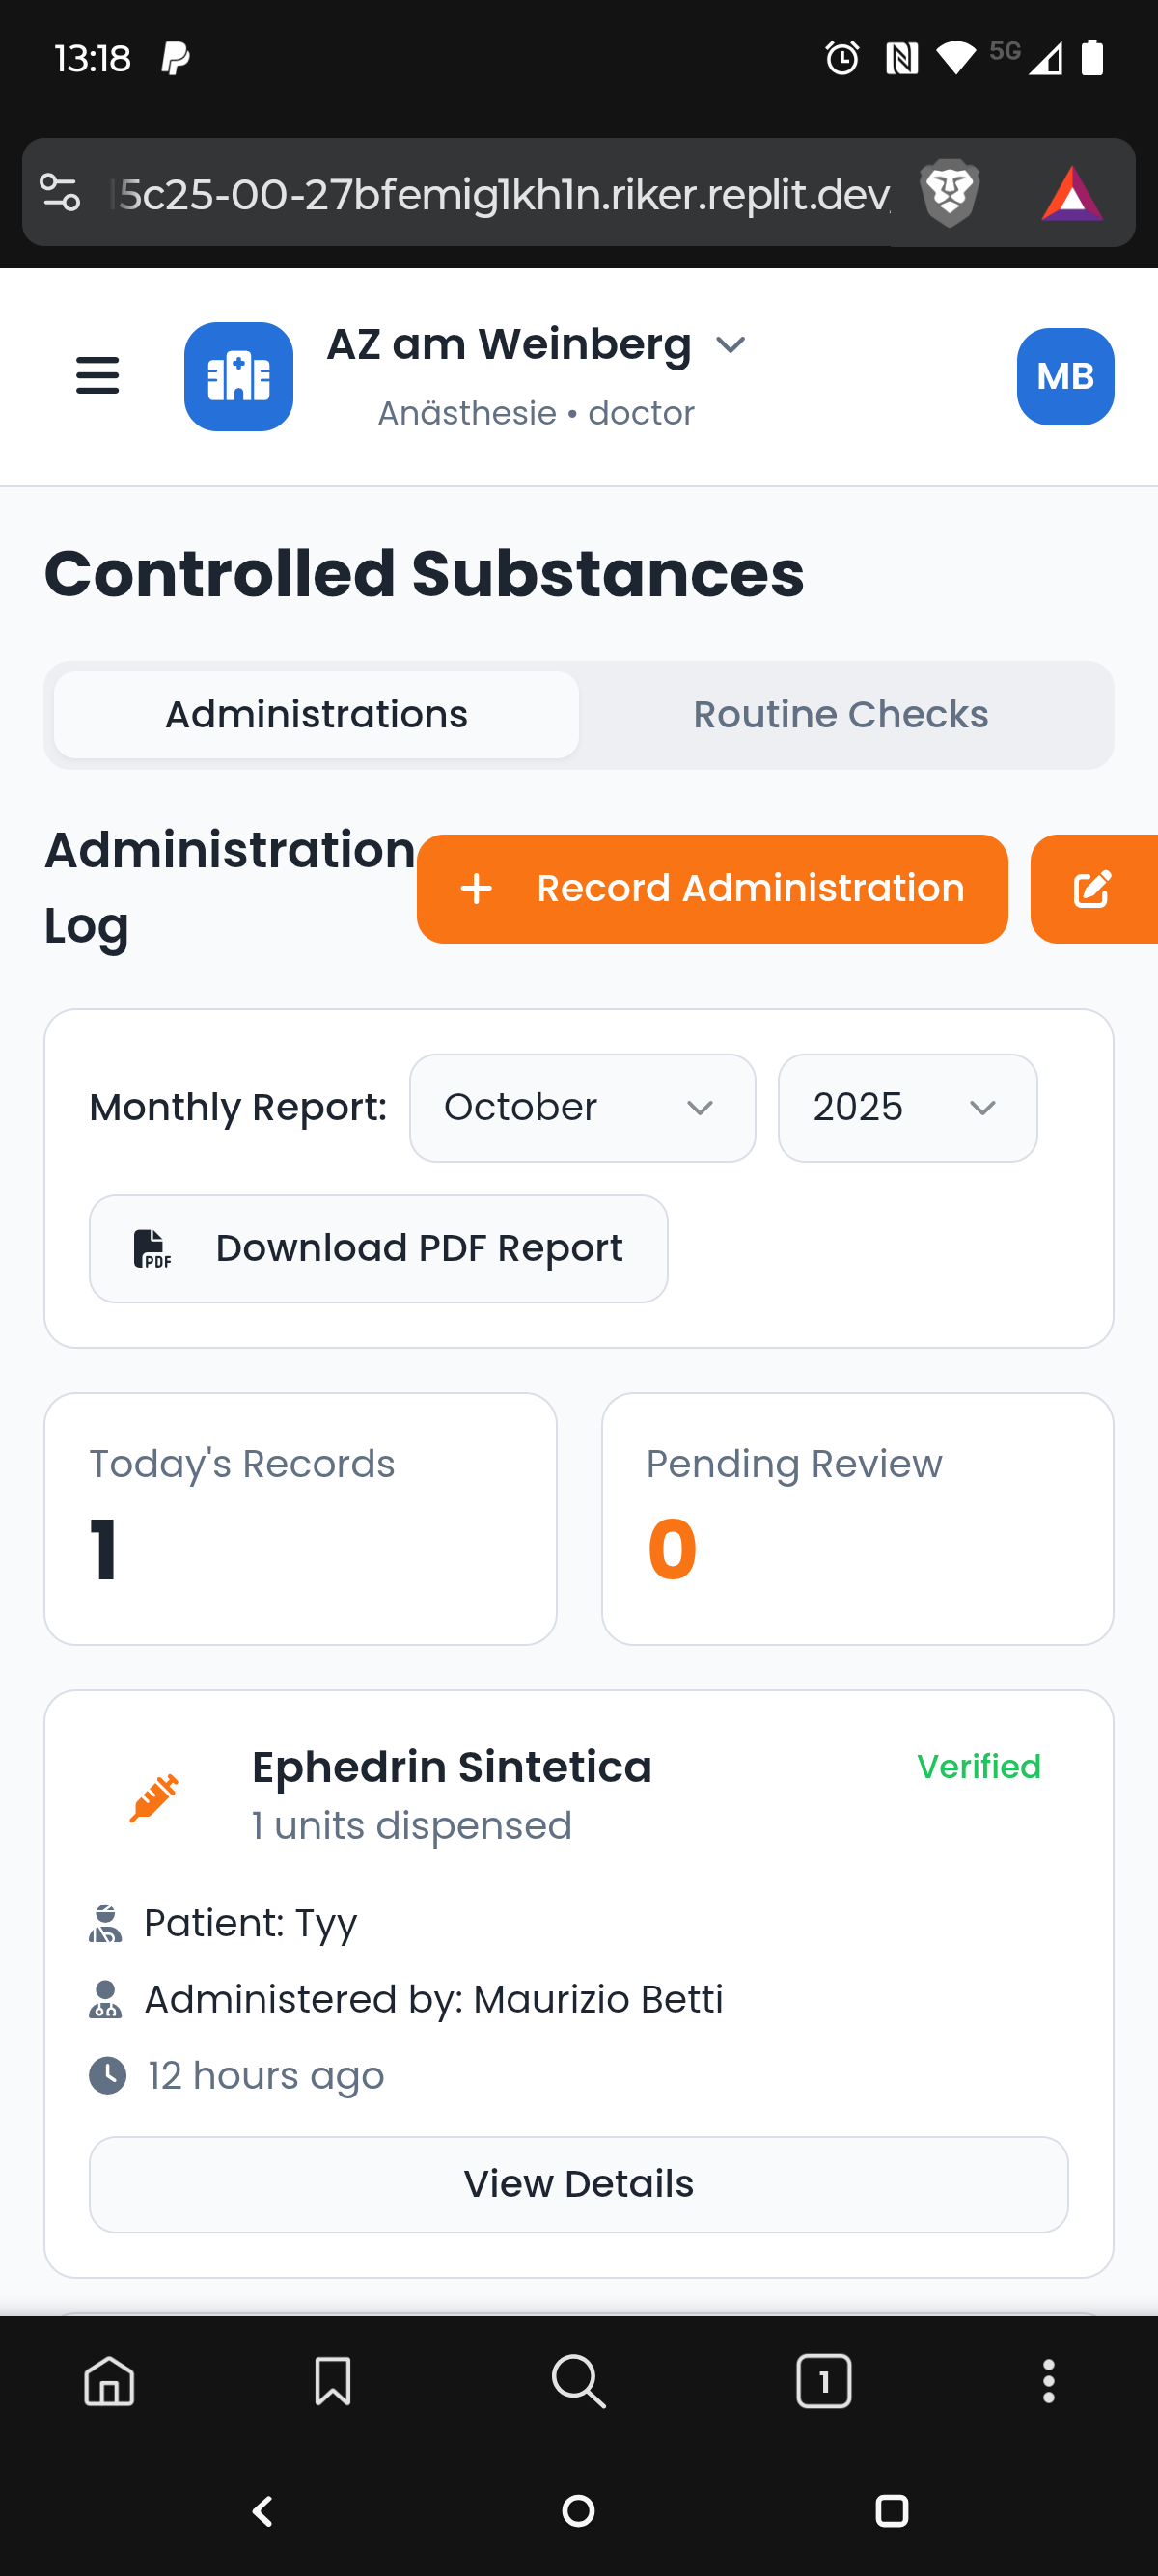 13:18
5G
5c25-00-27bfemig1kh1n.riker.replit.dev
AZ am Weinberg
Anästhesie • doctor
MB
Controlled Substances
Administrations
Routine Checks
Administration
Log
Record Administration
Monthly Report:
October
2025
PDF
Download PDF Report
Today's Records
1
Pending Review
0
Ephedrin Sintetica
Verified
1 units dispensed
Patient: Tyy
Administered by: Maurizio Betti
12 hours ago
View Details
1